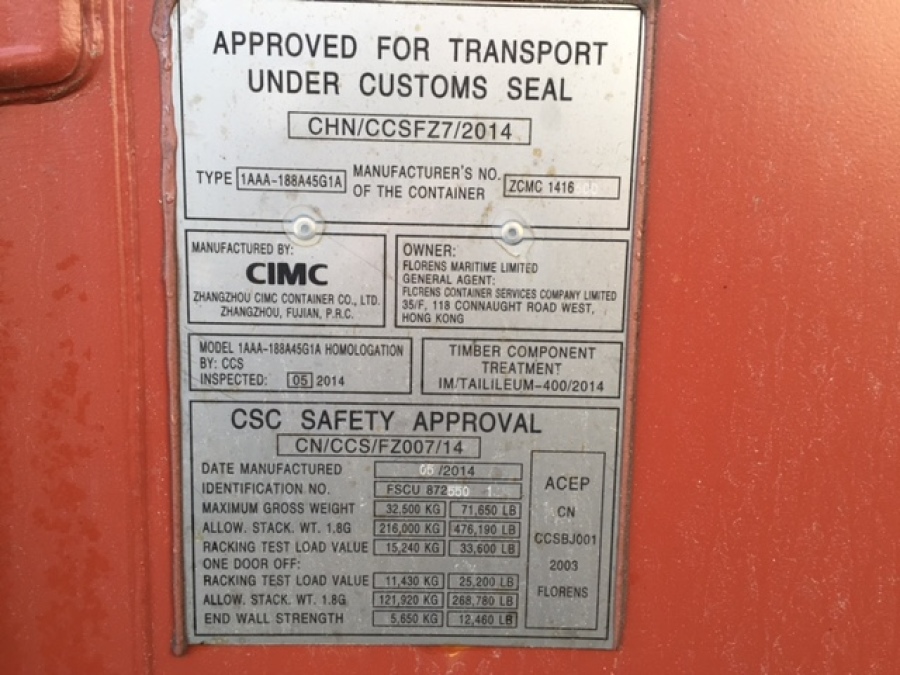 APPROVED FOR TRANSPORT
UNDER CUSTOMS SEAL
CHN/CCSFZ7/2014
TYPE 1AAA-188A45G1A
MANUFACTURER'S NO.
OF THE CONTAINER
ZCMC 1416
MANUFACTURED BY:
CIMC
ZHANGZHOU CIMC CONTAINER CO., LTD.
ZHANGZHOU, FUJIAN, P.R.C.
OWNER:
FLORENS MARITIME LIMITED
GENERAL AGENT:
FLORENS CONTAINER SERVICES COMPANY LIMITED
35/F, 118 CONNAUGHT ROAD WEST,
HONG KONG
MODEL 1AAA-188A45G1A HOMOLOGATION
BY: CCS
INSPECTED: 05 2014
TIMBER COMPONENT
TREATMENT
IM/TAILILEUM-400/2014
CSC SAFETY APPROVAL
CN/CCS/FZ007/14
DATE MANUFACTURED 05/2014
IDENTIFICATION NO. FSCU 872550 1
MAXIMUM GROSS WEIGHT 32,500 KG 71,650 LB
ALLOW. STACK. WT. 1.8G 216,000 KG 476,190 LB
RACKING TEST LOAD VALUE 15,240 KG 33,600 LB
ONE DOOR OFF:
RACKING TEST LOAD VALUE 11,430 KG 25,200 LB
ALLOW. STACK. WT. 1.8G 121,920 KG 268,780 LB
END WALL STRENGTH 5,650 KG 12,460 LB
ACEP
CN
CCSBJ001
2003
FLORENS